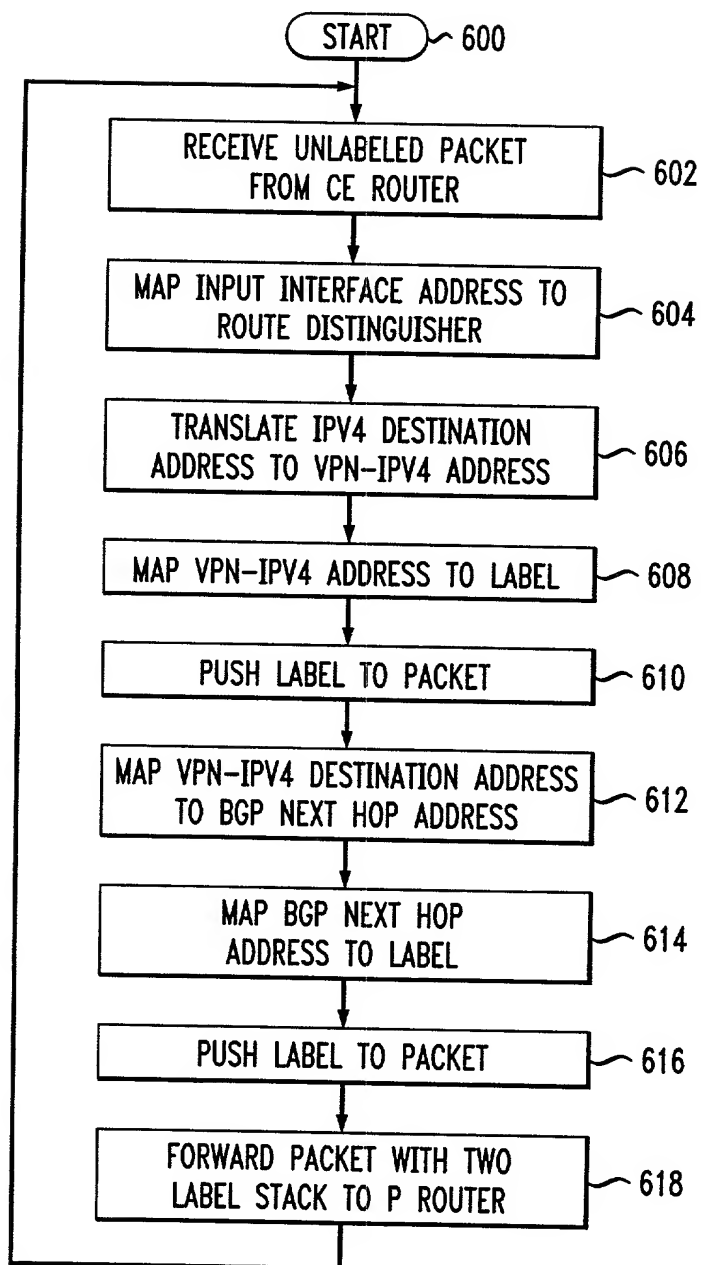 START
600
RECEIVE UNLABELED PACKET
FROM CE ROUTER
602
MAP INPUT INTERFACE ADDRESS TO
ROUTE DISTINGUISHER
604
TRANSLATE IPV4 DESTINATION
ADDRESS TO VPN-IPV4 ADDRESS
606
MAP VPN-IPV4 ADDRESS TO LABEL
608
PUSH LABEL TO PACKET
610
MAP VPN-IPV4 DESTINATION ADDRESS
TO BGP NEXT HOP ADDRESS
612
MAP BGP NEXT HOP
ADDRESS TO LABEL
614
PUSH LABEL TO PACKET
616
FORWARD PACKET WITH TWO
LABEL STACK TO P ROUTER
618